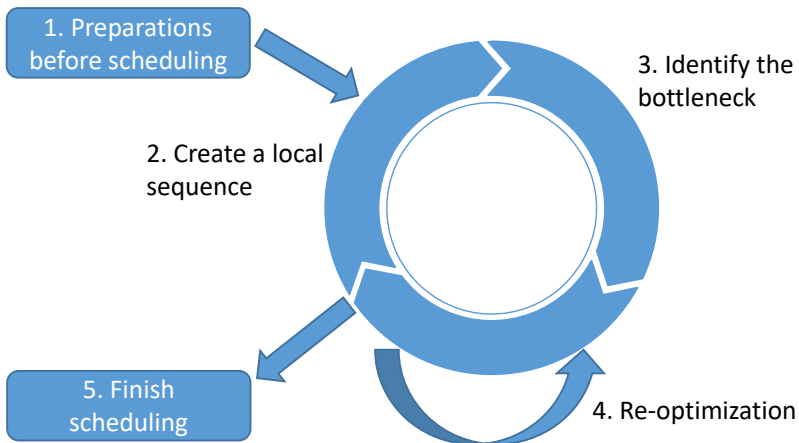 1. Preparations
before scheduling
2. Create a local
sequence
3. Identify the
bottleneck
4. Re-optimization
5. Finish
scheduling